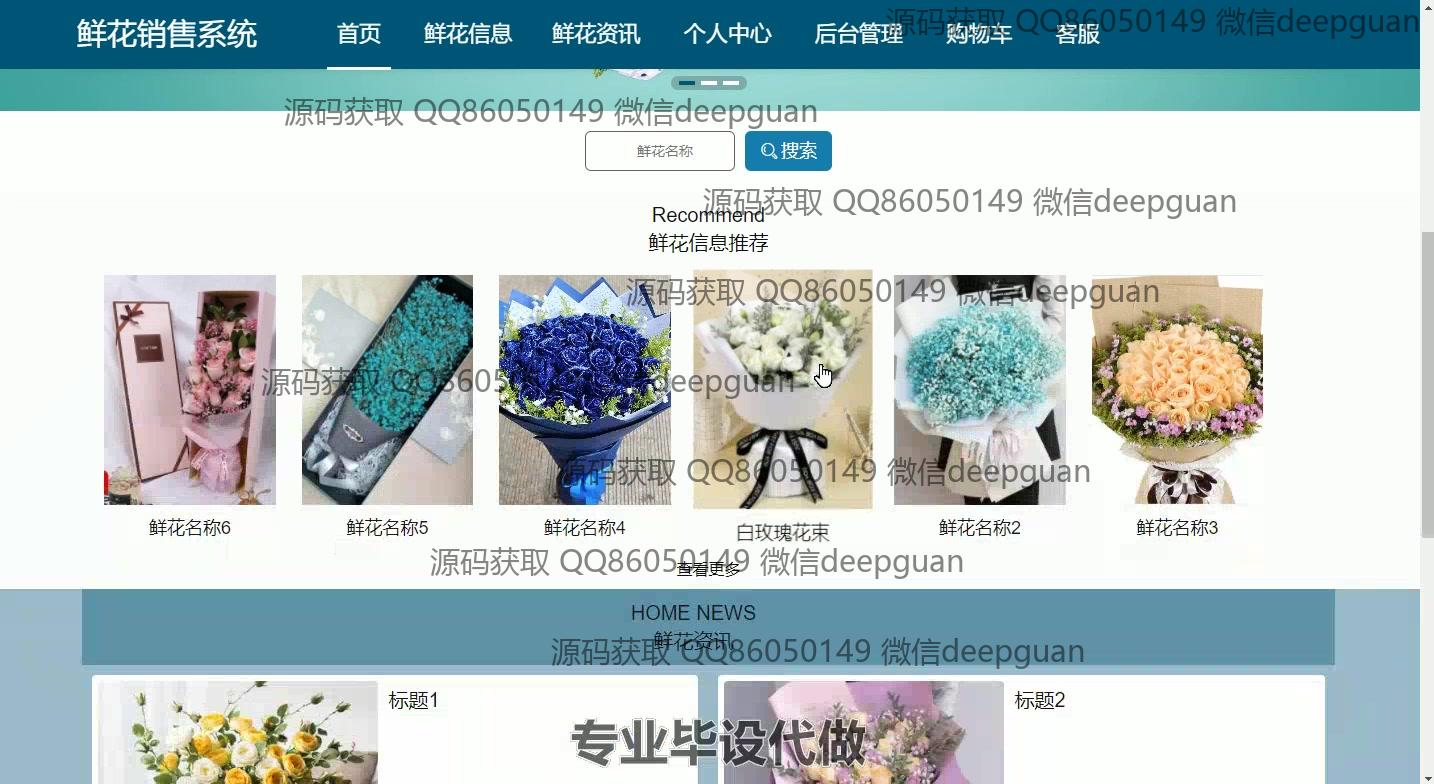 鲜花销售系统 首页 鲜花信息 鲜花资讯 个人中心 后台管理 购物车 客服
源码获取 QQ86050149 微信deepguan
源码获取 QQ86050149 微信deepguan
鲜花名称 搜索
源码获取 QQ86050149 微信deepguan
Recommend
鲜花信息推荐
源码获取 QQ86050149 微信deepguan
源码获取 QQ86050149 微信deepguan
源码获取 QQ86050149 微信deepguan
鲜花名称6 鲜花名称5 鲜花名称4 白玫瑰花束 鲜花名称2 鲜花名称3
源码获取 QQ86050149 微信deepguan
查看更多
HOME NEWS
鲜花资讯
源码获取 QQ86050149 微信deepguan
标题1 标题2
专业毕设代做